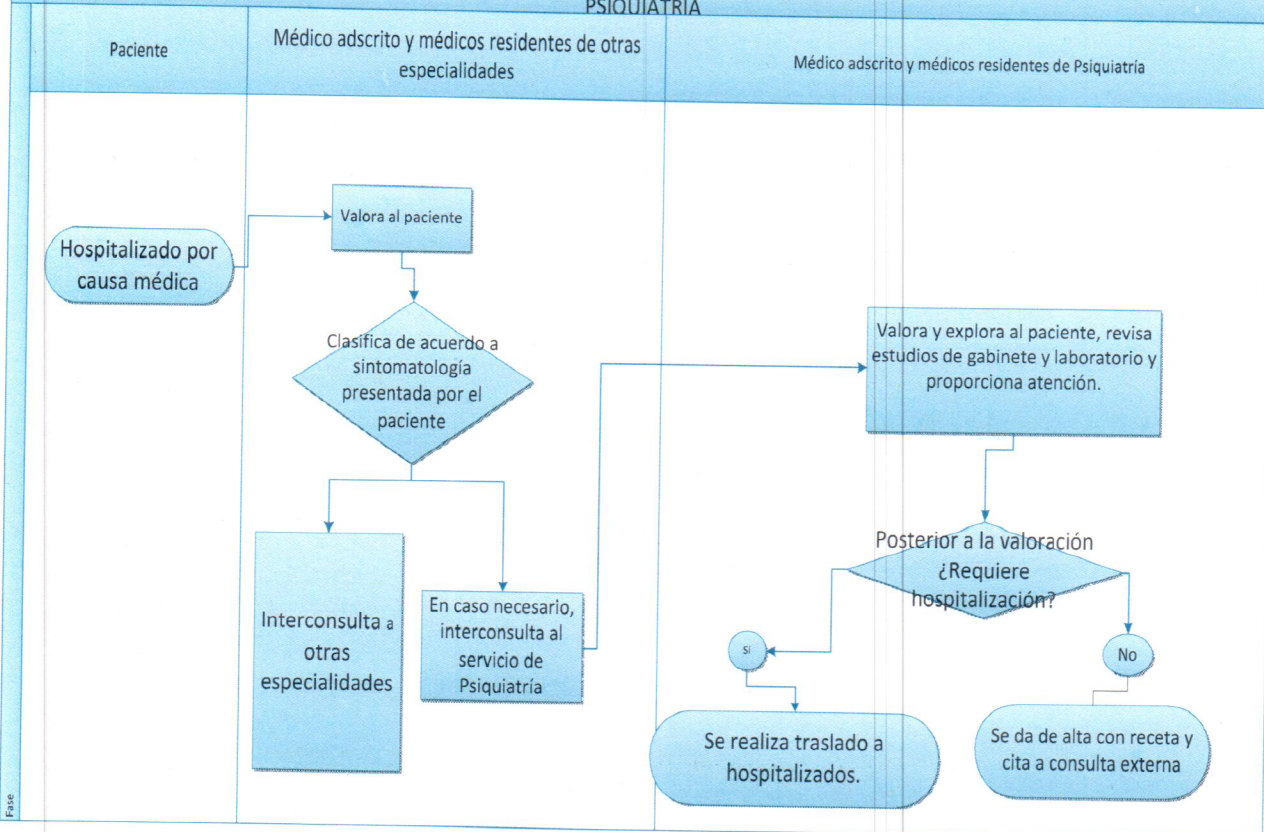 PSIQUIATRIA
Paciente
Médico adscrito y médicos residentes de otras
especialidades
Médico adscrito y médicos residentes de Psiquiatría
Hospitalizado por
causa médica
Valora al paciente
Clasifica de acuerdo a
sintomatología
presentada por el
paciente
Interconsulta a
otras
especialidades
En caso necesario,
interconsulta al
servicio de
Psiquiatría
Valora y explora al paciente, revisa
estudios de gabinete y laboratorio y
proporciona atención.
Posterior a la valoración
¿Requiere
hospitalización?
Si
No
Se realiza traslado a
hospitalizados.
Se da de alta con receta y
cita a consulta externa
Fase